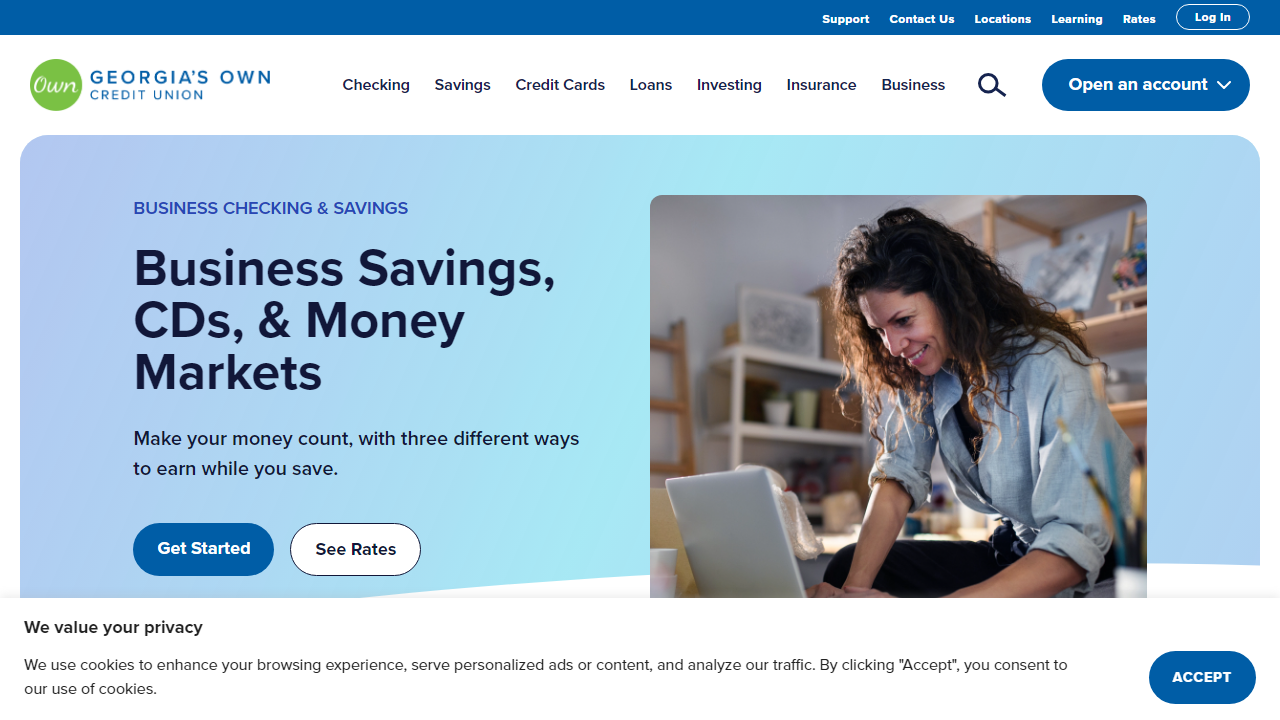 Support Contact Us Locations Learning Rates Log In
Own GEORGIA'S OWN
CREDIT UNION
Checking Savings Credit Cards Loans Investing Insurance Business Open an account
BUSINESS CHECKING & SAVINGS
Business Savings,
CDs, & Money
Markets
Make your money count, with three different ways
to earn while you save.
Get Started See Rates
We value your privacy
We use cookies to enhance your browsing experience, serve personalized ads or content, and analyze our traffic. By clicking "Accept", you consent to
our use of cookies.
ACCEPT